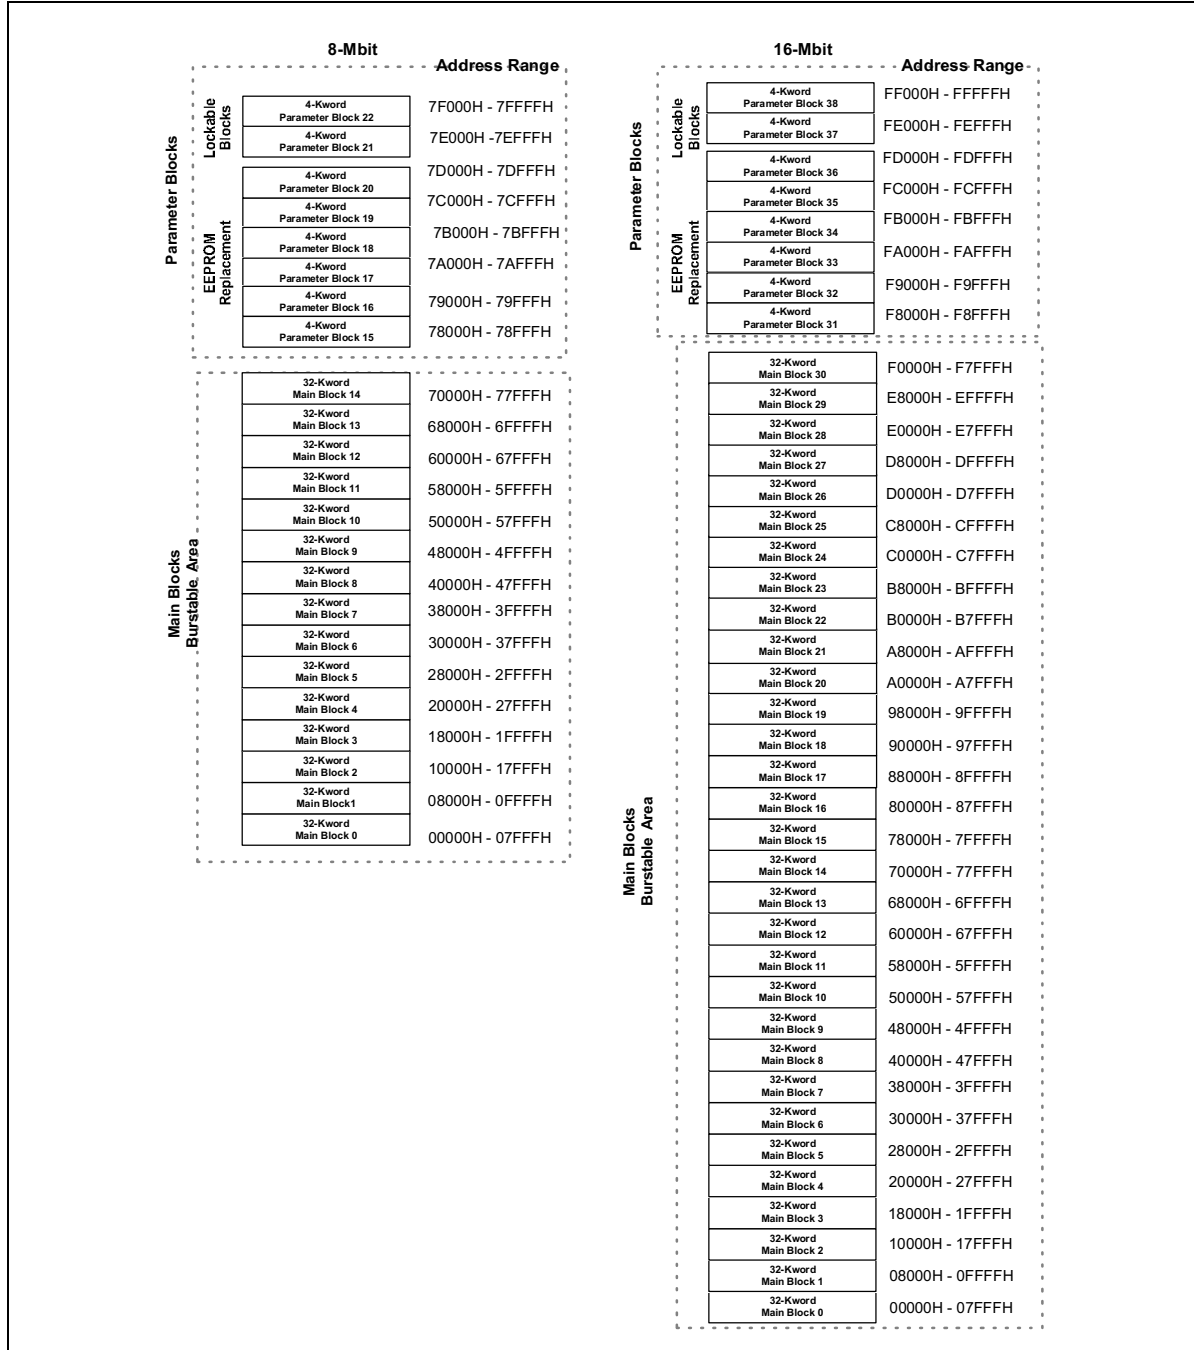 8-Mbit
Address Range
Parameter Blocks
Lockable
Blocks
4-Kword
Parameter Block 22
7F000H - 7FFFFH
4-Kword
Parameter Block 21
7E000H -7EFFFH
EEPROM
Replacement
4-Kword
Parameter Block 20
7D000H - 7DFFFH
4-Kword
Parameter Block 19
7C000H - 7CFFFH
4-Kword
Parameter Block 18
7B000H - 7BFFFH
4-Kword
Parameter Block 17
7A000H - 7AFFFH
4-Kword
Parameter Block 16
79000H - 79FFFH
4-Kword
Parameter Block 15
78000H - 78FFFH
Main Blocks
Burstable Area
32-Kword
Main Block 14
70000H - 77FFFH
32-Kword
Main Block 13
68000H - 6FFFFH
32-Kword
Main Block 12
60000H - 67FFFH
32-Kword
Main Block 11
58000H - 5FFFFH
32-Kword
Main Block 10
50000H - 57FFFH
32-Kword
Main Block 9
48000H - 4FFFFH
32-Kword
Main Block 8
40000H - 47FFFH
32-Kword
Main Block 7
38000H - 3FFFFH
32-Kword
Main Block 6
30000H - 37FFFH
32-Kword
Main Block 5
28000H - 2FFFFH
32-Kword
Main Block 4
20000H - 27FFFH
32-Kword
Main Block 3
18000H - 1FFFFH
32-Kword
Main Block 2
10000H - 17FFFH
32-Kword
Main Block1
08000H - 0FFFFH
32-Kword
Main Block 0
00000H - 07FFFH
16-Mbit
Address Range
Parameter Blocks
Lockable
Blocks
4-Kword
Parameter Block 38
FF000H - FFFFFH
4-Kword
Parameter Block 37
FE000H - FEFFFH
EEPROM
Replacement
4-Kword
Parameter Block 36
FD000H - FDFFFH
4-Kword
Parameter Block 35
FC000H - FCFFFH
4-Kword
Parameter Block 34
FB000H - FBFFFH
4-Kword
Parameter Block 33
FA000H - FAFFFH
4-Kword
Parameter Block 32
F9000H - F9FFFH
4-Kword
Parameter Block 31
F8000H - F8FFFH
Main Blocks
Burstable Area
32-Kword
Main Block 30
F0000H - F7FFFH
32-Kword
Main Block 29
E8000H - EFFFFH
32-Kword
Main Block 28
E0000H - E7FFFH
32-Kword
Main Block 27
D8000H - DFFFFH
32-Kword
Main Block 26
D0000H - D7FFFH
32-Kword
Main Block 25
C8000H - CFFFFH
32-Kword
Main Block 24
C0000H - C7FFFH
32-Kword
Main Block 23
B8000H - BFFFFH
32-Kword
Main Block 22
B0000H - B7FFFH
32-Kword
Main Block 21
A8000H - AFFFFH
32-Kword
Main Block 20
A0000H - A7FFFH
32-Kword
Main Block 19
98000H - 9FFFFH
32-Kword
Main Block 18
90000H - 97FFFH
32-Kword
Main Block 17
88000H - 8FFFFH
32-Kword
Main Block 16
80000H - 87FFFH
32-Kword
Main Block 15
78000H - 7FFFFH
32-Kword
Main Block 14
70000H - 77FFFH
32-Kword
Main Block 13
68000H - 6FFFFH
32-Kword
Main Block 12
60000H - 67FFFH
32-Kword
Main Block 11
58000H - 5FFFFH
32-Kword
Main Block 10
50000H - 57FFFH
32-Kword
Main Block 9
48000H - 4FFFFH
32-Kword
Main Block 8
40000H - 47FFFH
32-Kword
Main Block 7
38000H - 3FFFFH
32-Kword
Main Block 6
30000H - 37FFFH
32-Kword
Main Block 5
28000H - 2FFFFH
32-Kword
Main Block 4
20000H - 27FFFH
32-Kword
Main Block 3
18000H - 1FFFFH
32-Kword
Main Block 2
10000H - 17FFFH
32-Kword
Main Block 1
08000H - 0FFFFH
32-Kword
Main Block 0
00000H - 07FFFH